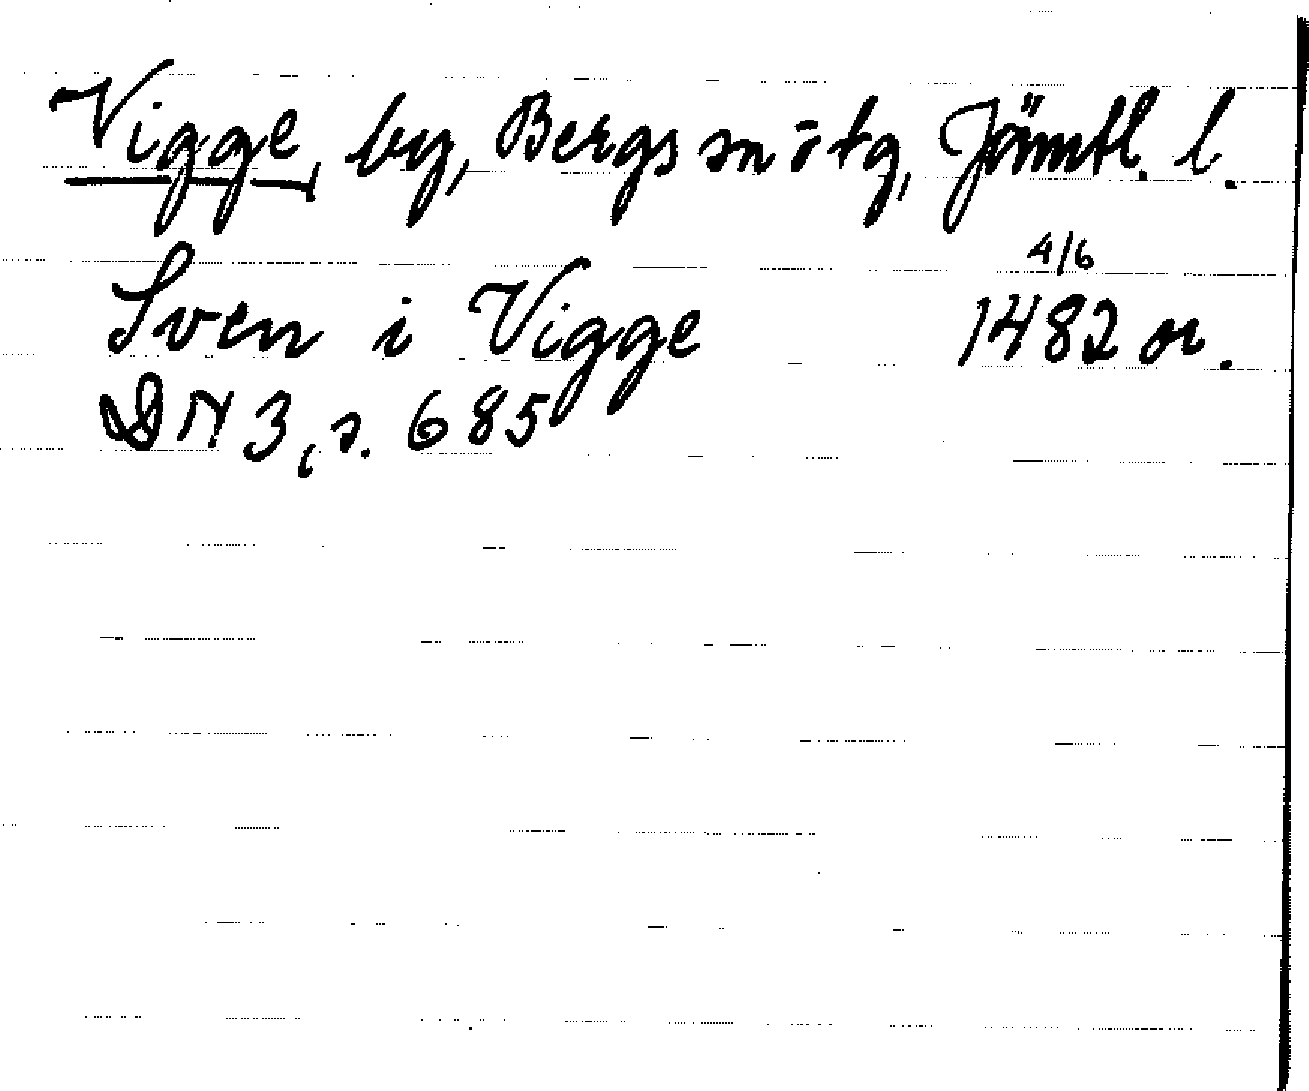 Vigge, by, Bergs sn o tg, Jämtl. l.
4/6
Sven i Vigge 1482 or.
DN 3, s. 685